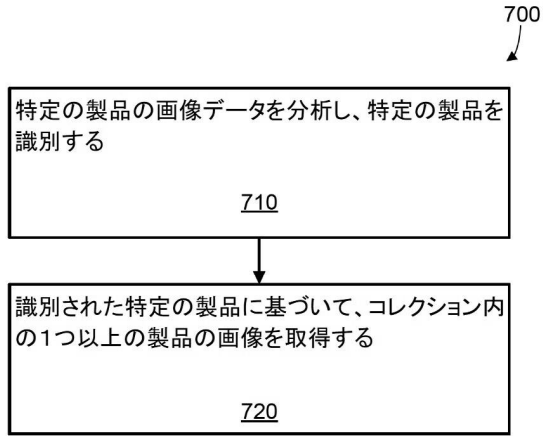 700
特定の製品の画像データを分析し、特定の製品を
識別する
710
識別された特定の製品に基づいて、コレクション内
の１つ以上の製品の画像を取得する
720